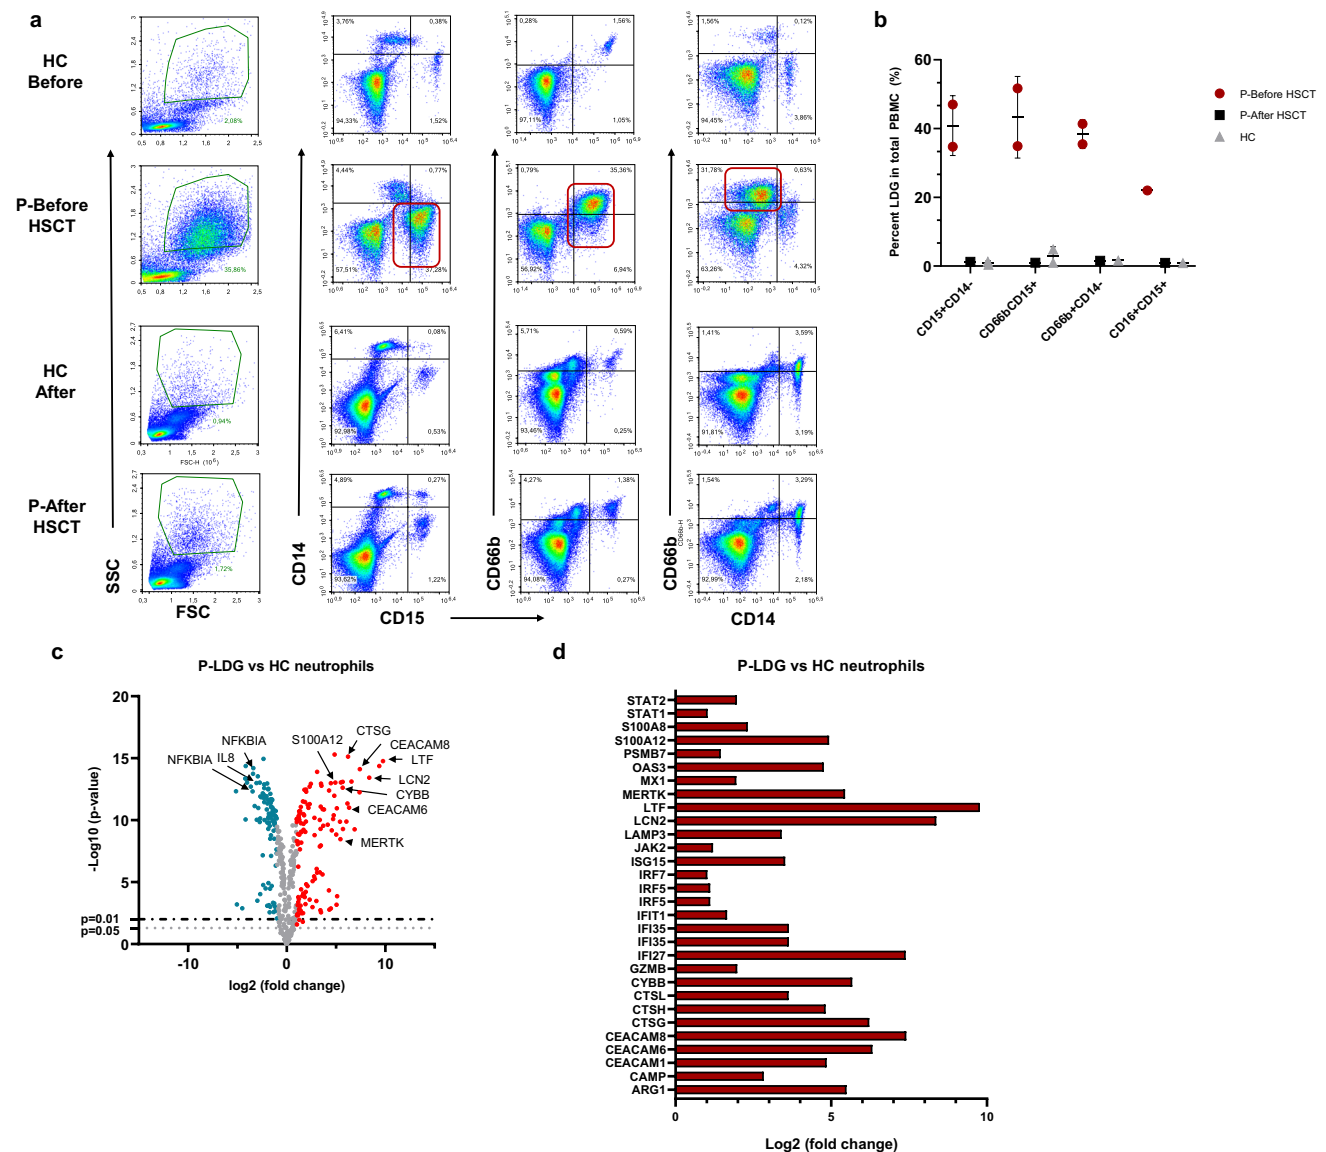 a
HC
Before
P-Before
HSCT
HC
After
P-After
HSCT
2,08%
3,76%
0,38%
94,33%
1,52%
0,28%
1,56%
97,11%
1,05%
1,56%
0,12%
94,45%
3,86%
35,86%
4,44%
0,77%
57,51%
37,28%
0,79%
35,36%
56,92%
6,94%
31,78%
0,63%
63,26%
4,32%
0,94%
FSC-H (10⁶)
6,41%
0,08%
92,98%
0,53%
5,71%
0,59%
93,46%
0,25%
1,41%
3,59%
91,81%
3,19%
1,72%
4,89%
0,27%
93,62%
1,22%
4,27%
1,38%
94,08%
0,27%
1,54%
3,29%
92,99%
2,18%
SSC
FSC
CD14
CD15
CD66b
CD66b
CD66b-H
CD14
b
Percent LDG in total PBMC (%)
60
40
20
0
CD15+CD14-
CD66bCD15+
CD66b+CD14-
CD16+CD15+
P-Before HSCT
P-After HSCT
HC
c
P-LDG vs HC neutrophils
-Log10 (p-value)
20
15
10
5
0
p=0.01
p=0.05
-10
0
10
log2 (fold change)
NFKBIA
NFKBIA
IL8
S100A12
CTSG
CEACAM8
LTF
LCN2
CYBB
CEACAM6
MERTK
d
P-LDG vs HC neutrophils
STAT2
STAT1
S100A8
S100A12
PSMB7
OAS3
MX1
MERTK
LTF
LCN2
LAMP3
JAK2
ISG15
IRF7
IRF5
IRF5
IFIT1
IFI35
IFI35
IFI27
GZMB
CYBB
CTSL
CTSH
CTSG
CEACAM8
CEACAM6
CEACAM1
CAMP
ARG1
0
5
10
Log2 (fold change)